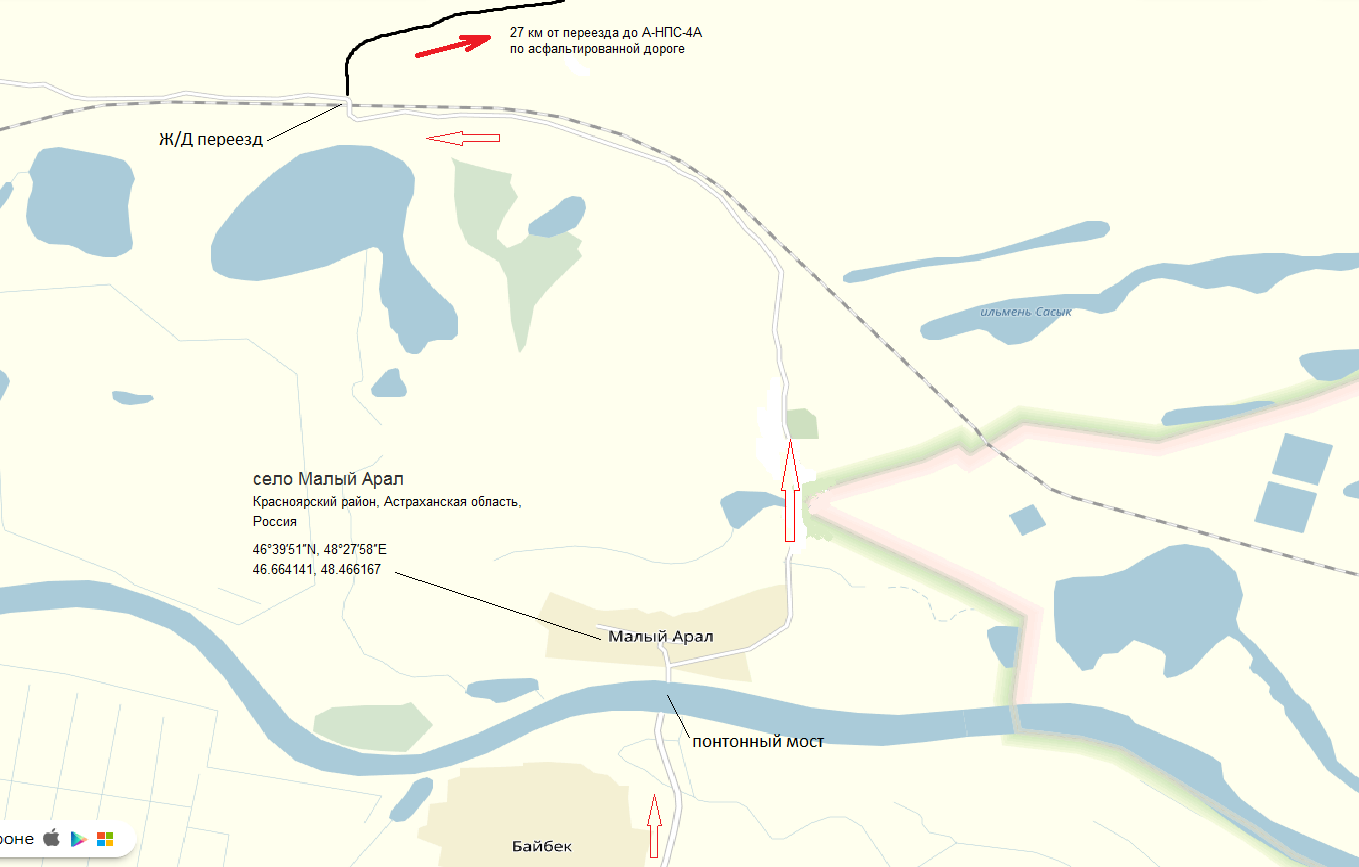 27 км от переезда до А-НПС-4А
по асфальтированной дороге
Ж/Д переезд
ильмень Сасык
село Малый Арал
Красноярский район, Астраханская область,
Россия
46°39′51″N, 48°27′58″E
46.664141, 48.466167
Малый Арал
понтонный мост
роне
Байбек